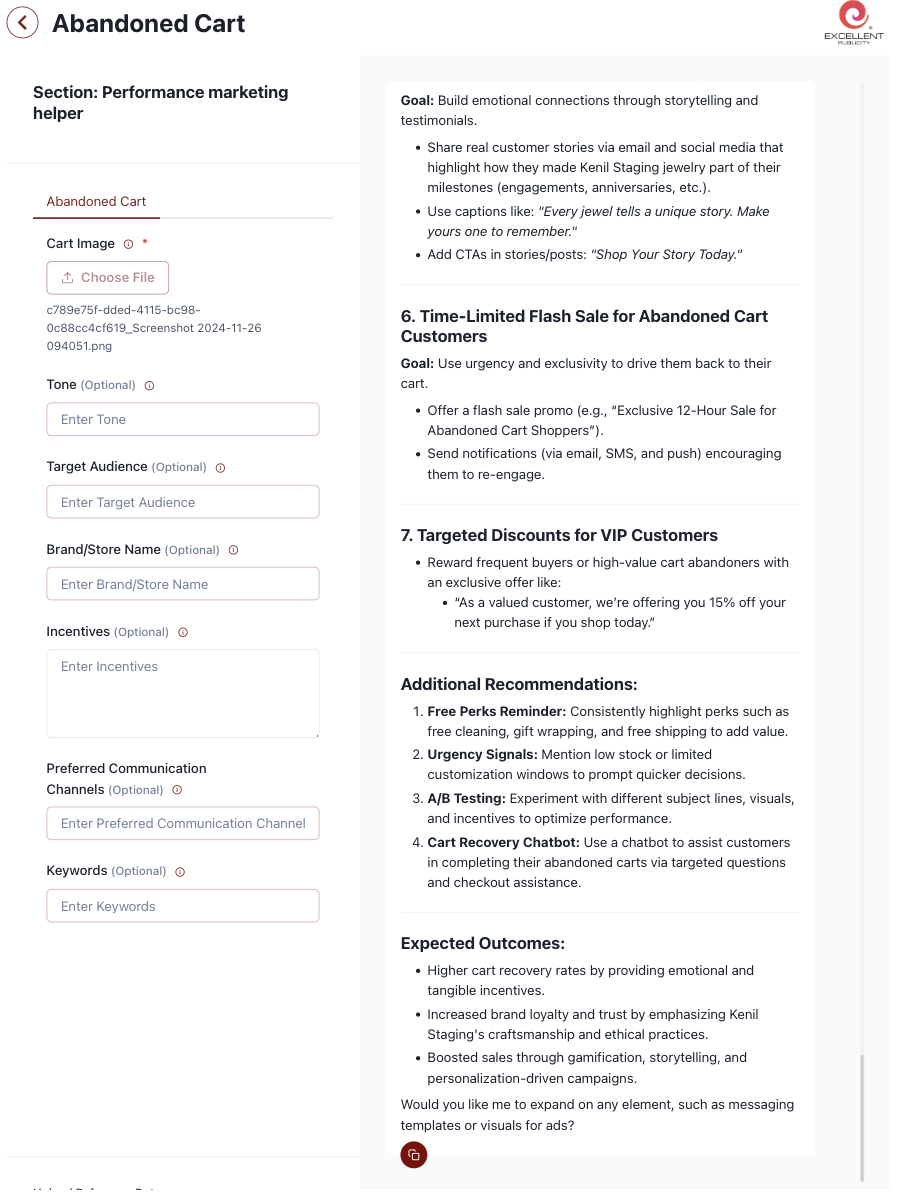 Abandoned Cart
EXCELLENT
PUBLICITY
Section: Performance marketing
helper
Abandoned Cart
Cart Image *
Choose File
c789e75f-dded-4115-bc98-
0c88cc4cf619_Screenshot 2024-11-26
094051.png
Tone (Optional)
Enter Tone
Target Audience (Optional)
Enter Target Audience
Brand/Store Name (Optional)
Enter Brand/Store Name
Incentives (Optional)
Enter Incentives
Preferred Communication
Channels (Optional)
Enter Preferred Communication Channel
Keywords (Optional)
Enter Keywords
Goal: Build emotional connections through storytelling and
testimonials.
• Share real customer stories via email and social media that
highlight how they made Kenil Staging jewelry part of their
milestones (engagements, anniversaries, etc.).
• Use captions like: "Every jewel tells a unique story. Make
yours one to remember."
• Add CTAs in stories/posts: "Shop Your Story Today."
6. Time-Limited Flash Sale for Abandoned Cart
Customers
Goal: Use urgency and exclusivity to drive them back to their
cart.
• Offer a flash sale promo (e.g., “Exclusive 12-Hour Sale for
Abandoned Cart Shoppers”).
• Send notifications (via email, SMS, and push) encouraging
them to re-engage.
7. Targeted Discounts for VIP Customers
• Reward frequent buyers or high-value cart abandoners with
an exclusive offer like:
• “As a valued customer, we’re offering you 15% off your
next purchase if you shop today.”
Additional Recommendations:
1. Free Perks Reminder: Consistently highlight perks such as
free cleaning, gift wrapping, and free shipping to add value.
2. Urgency Signals: Mention low stock or limited
customization windows to prompt quicker decisions.
3. A/B Testing: Experiment with different subject lines, visuals,
and incentives to optimize performance.
4. Cart Recovery Chatbot: Use a chatbot to assist customers
in completing their abandoned carts via targeted questions
and checkout assistance.
Expected Outcomes:
• Higher cart recovery rates by providing emotional and
tangible incentives.
• Increased brand loyalty and trust by emphasizing Kenil
Staging's craftsmanship and ethical practices.
• Boosted sales through gamification, storytelling, and
personalization-driven campaigns.
Would you like me to expand on any element, such as messaging
templates or visuals for ads?